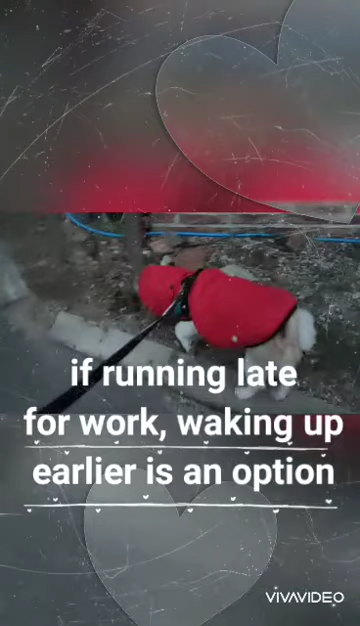 if running late
for work, waking up
earlier is an option
VIVAVIDEO